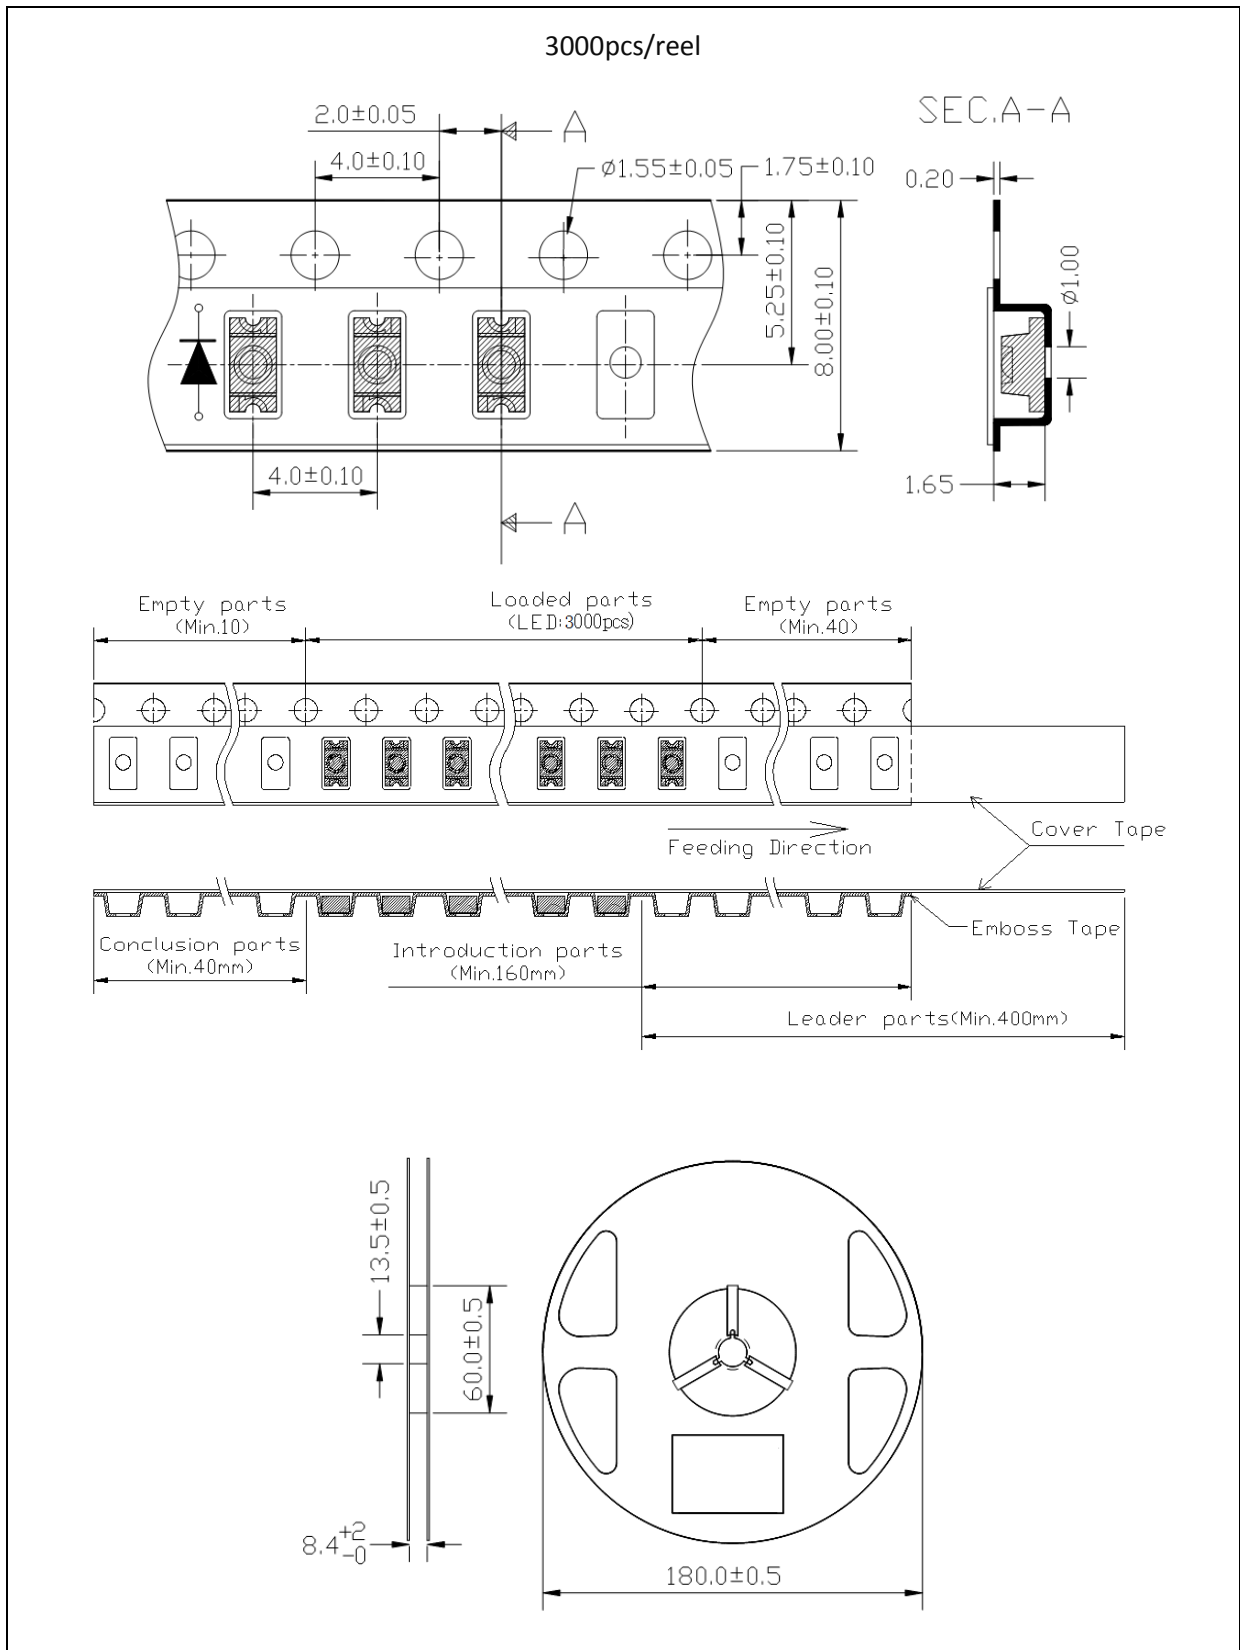 3000pcs/reel
2.0±0.05
A
SEC.A-A
4.0±0.10
Ø1.55±0.05
1.75±0.10
0.20
5.25±0.10
8.00±0.10
Ø1.00
4.0±0.10
1.65
A
Empty parts
(Min.10)
Loaded parts
(LED:3000pcs)
Empty parts
(Min.40)
Feeding Direction
Cover Tape
Emboss Tape
Conclusion parts
(Min.40mm)
Introduction parts
(Min.160mm)
Leader parts(Min.400mm)
13.5±0.5
60.0±0.5
8.4+2-0
180.0±0.5